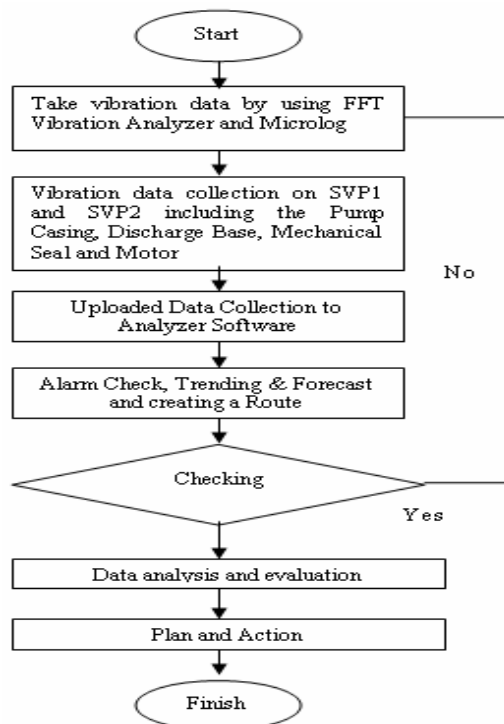 Start
Take vibration data by using FFT
Vibration Analyzer and Microlog
Vibration data collection on SVP1
and SVP2 including the Pump
Casing, Discharge Base, Mechanical
Seal and Motor
No
Uploaded Data Collection to
Analyzer Software
Alarm Check, Trending & Forecast
and creating a Route
Checking
Yes
Data analysis and evaluation
Plan and Action
Finish